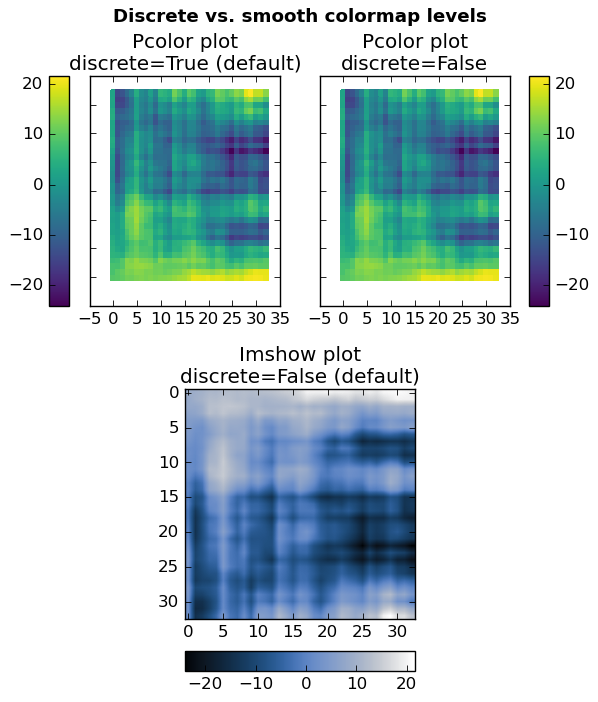 Discrete vs. smooth colormap levels
Pcolor plot
discrete=True (default)
Pcolor plot
discrete=False
20
10
0
−10
−20
−5 0 5 10 15 20 25 30 35
−5 0 5 10 15 20 25 30 35
20
10
0
−10
−20
Imshow plot
discrete=False (default)
0
5
10
15
20
25
30
0 5 10 15 20 25 30
−20 −10 0 10 20